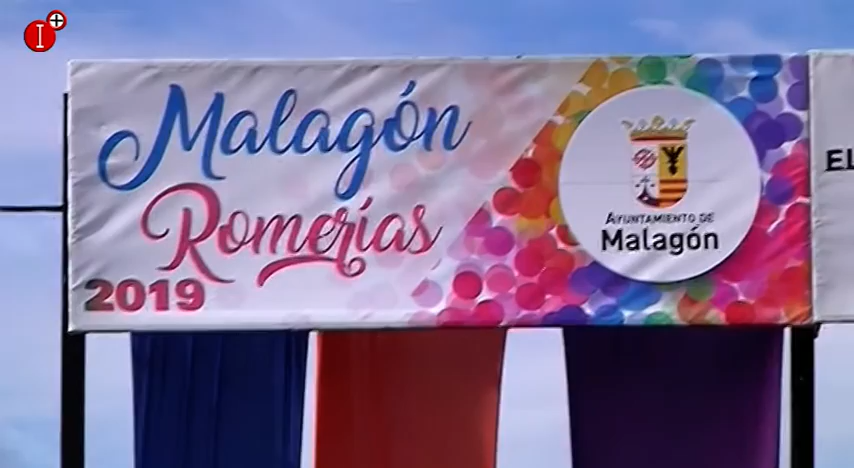 I
Malagón
Romerías
2019
AYUNTAMIENTO DE
Malagón
EL